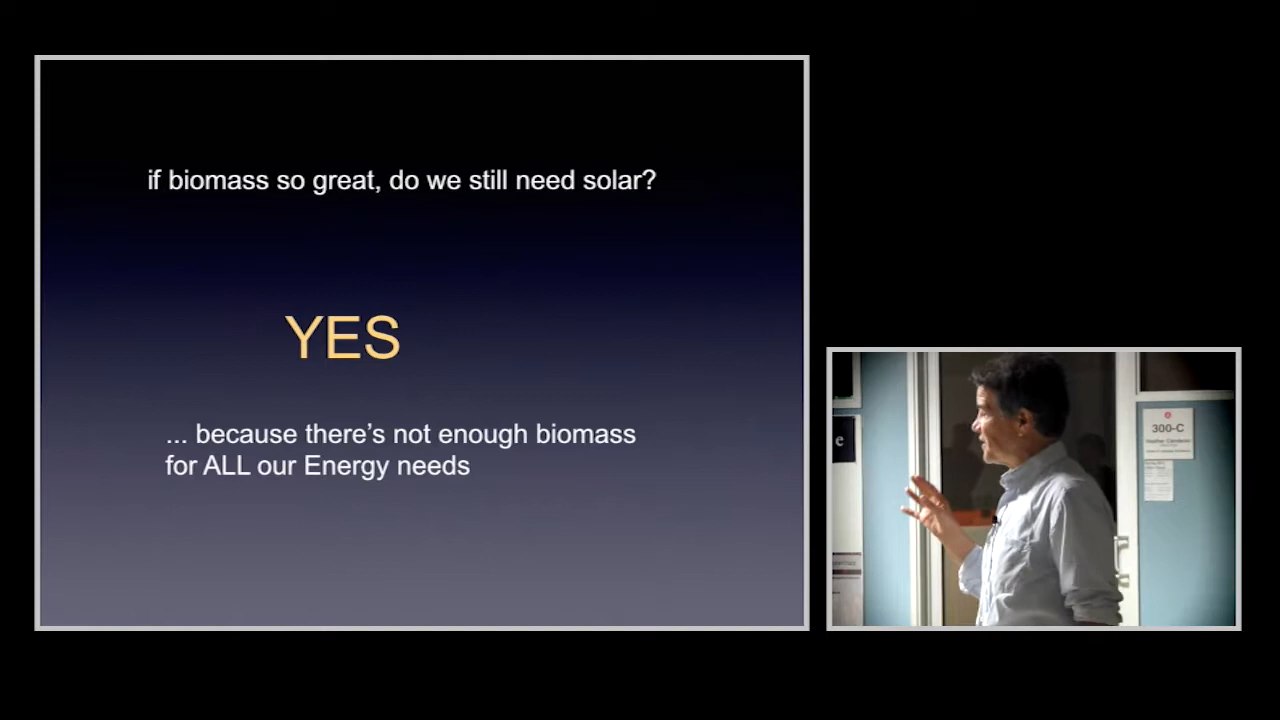 if biomass so great, do we still need solar?
YES
... because there’s not enough biomass
for ALL our Energy needs
e
300-C